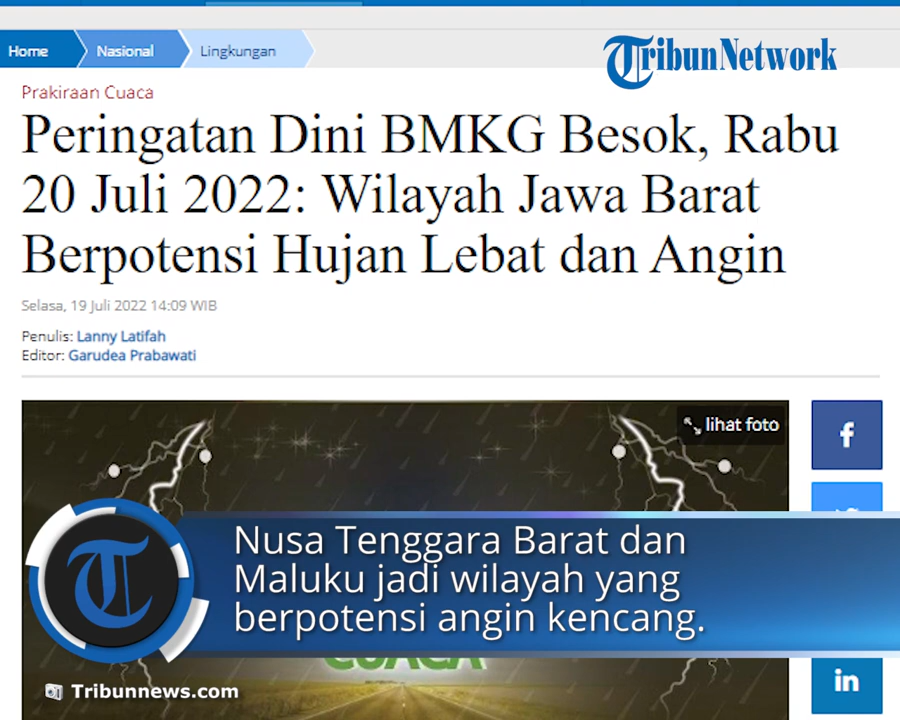 Home Nasional Lingkungan
TribunNetwork
Prakiraan Cuaca
Peringatan Dini BMKG Besok, Rabu
20 Juli 2022: Wilayah Jawa Barat
Berpotensi Hujan Lebat dan Angin
Selasa, 19 Juli 2022 14:09 WIB
Penulis: Lanny Latifah
Editor: Garudea Prabawati
lihat foto
f
T
Nusa Tenggara Barat dan
Maluku jadi wilayah yang
berpotensi angin kencang.
CUACA
Tribunnews.com
in